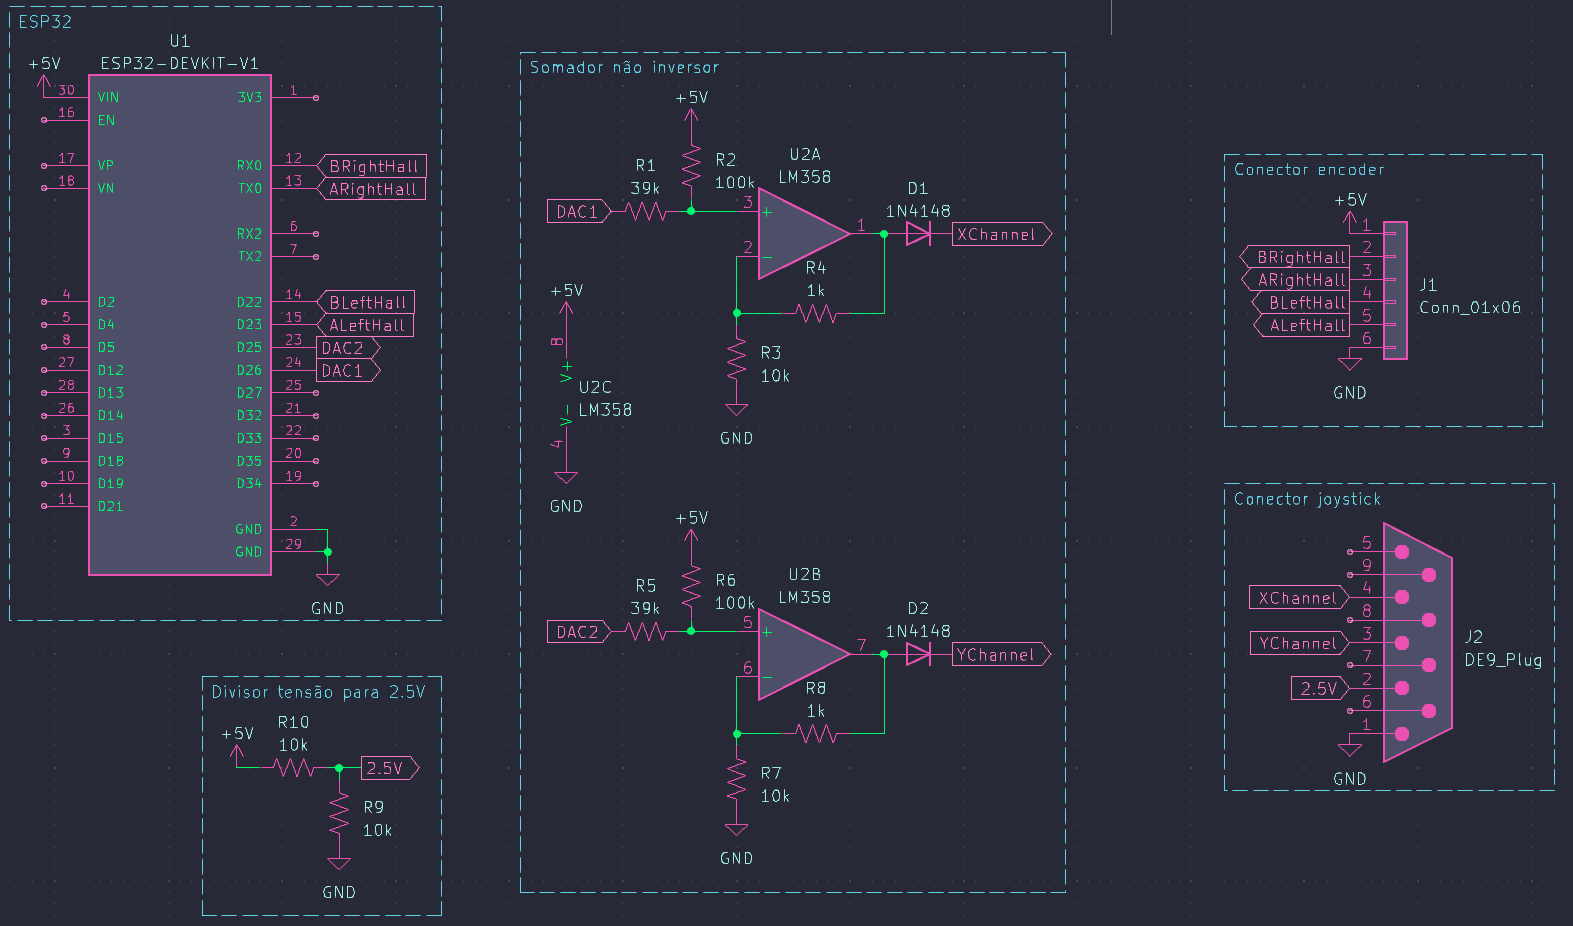 ESP32
U1
ESP32-DEVKIT-V1
+5V
30 VIN
16 EN
17 VP
18 VN
4 D2
5 D4
8 D5
27 D12
28 D13
26 D14
3 D15
9 D18
10 D19
11 D21
3V3 1
RX0 12 BRightHall
TX0 13 ARightHall
RX2 6
TX2 7
D22 14 BLeftHall
D23 15 ALeftHall
D25 23 DAC2
D26 24 DAC1
D27 25
D32 21
D33 22
D35 20
D34 19
GND 2
GND 29
GND
Divisor tensão para 2.5V
R10
+5V
10k
2.5V
R9
10k
GND
Somador não inversor
+5V
R1
39k
R2
100k
U2A
LM358
DAC1
3
+
2
-
1
D1
1N4148
XChannel
R4
1k
R3
10k
GND
+5V
8
V+
U2C
LM358
V-
4
GND
+5V
R5
39k
R6
100k
U2B
LM358
DAC2
5
+
6
-
7
D2
1N4148
YChannel
R8
1k
R7
10k
GND
Conector encoder
+5V
1
BRightHall 2
ARightHall 3
BLeftHall 4
ALeftHall 5
6
GND
J1
Conn_01x06
Conector joystick
5
9
XChannel 4
8
YChannel 3
7
2.5V 2
6
1
GND
J2
DE9_Plug